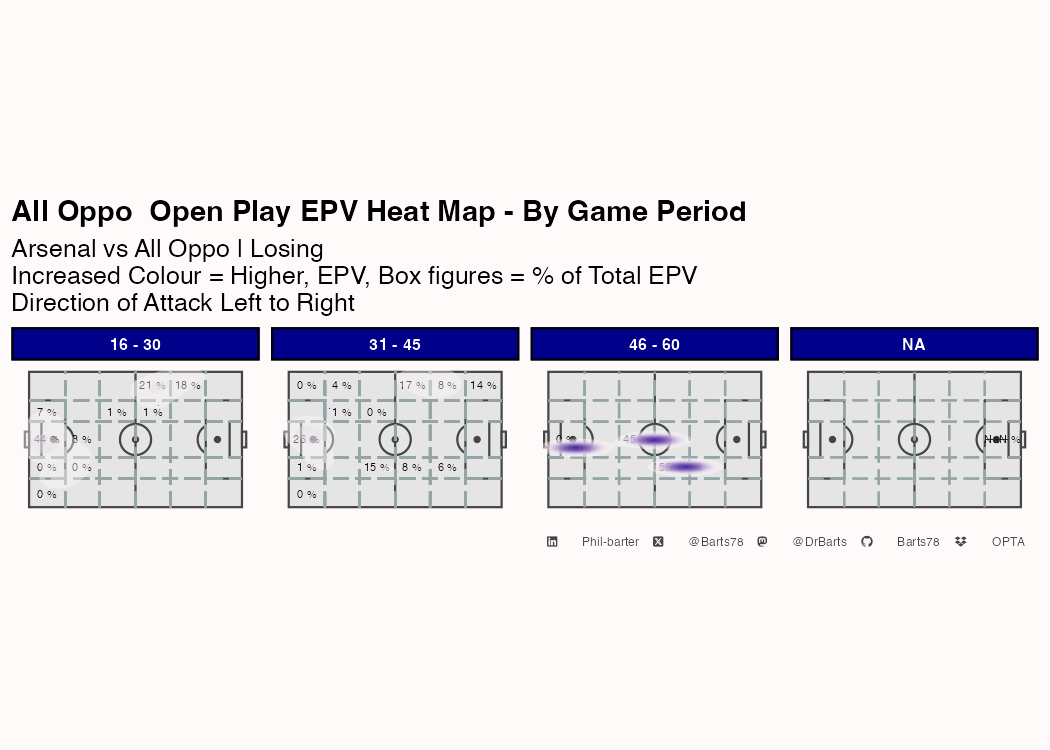 All Oppo  Open Play EPV Heat Map - By Game Period
Arsenal vs All Oppo | Losing
Increased Colour = Higher, EPV, Box figures = % of Total EPV
Direction of Attack Left to Right
16 - 30 31 - 45 46 - 60 NA
21 % 18 % 0 % 4 % 17 % 8 % 14 %
7 % 1 % 1 % 1 % 0 %
44 %
0 % 0 % 1 % 15 % 8 % 6 %
0 % 0 %
Phil-barter @Barts78 @DrBarts Barts78 OPTA